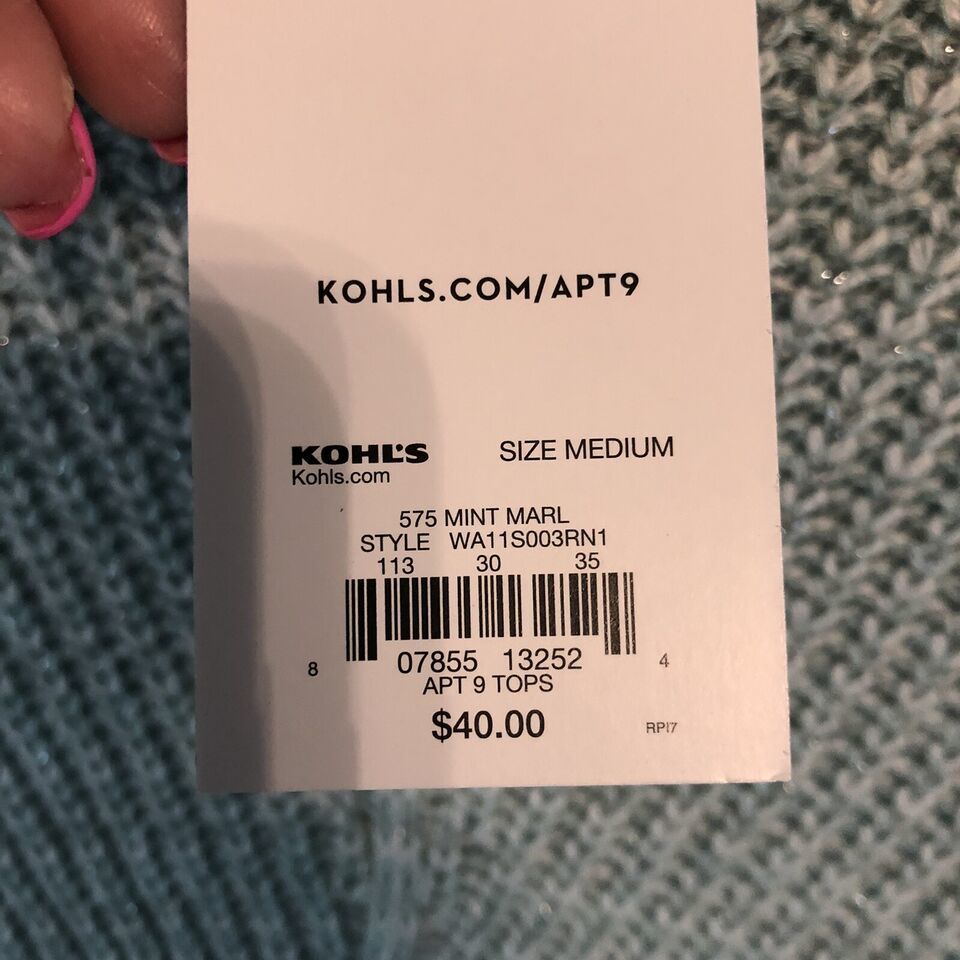 KOHLS.COM/APT9
KOHL'S SIZE MEDIUM
Kohls.com
575 MINT MARL
STYLE WA11S003RN1
113 30 35
8 07855 13252 4
APT 9 TOPS
$40.00 RPI7